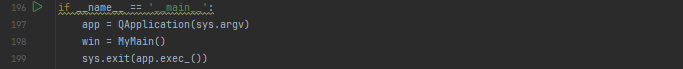 196 if __name__ == '__main__':
197 app = QApplication(sys.argv)
198 win = MyMain()
199 sys.exit(app.exec_())